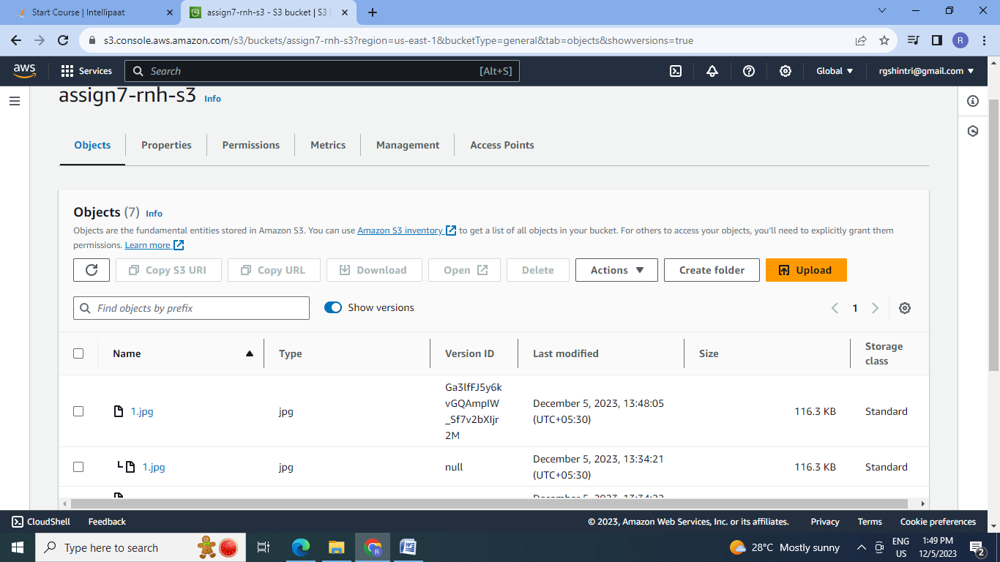 Start Course | Intellipaat
assign7-rnh-s3 - S3 bucket | S3 |
s3.console.aws.amazon.com/s3/buckets/assign7-rnh-s3?region=us-east-1&bucketType=general&tab=objects&showversions=true
R
aws
Services
Search
[Alt+S]
Global
rgshintri@gmail.com
assign7-rnh-s3 Info
Objects
Properties
Permissions
Metrics
Management
Access Points
Objects (7) Info
Objects are the fundamental entities stored in Amazon S3. You can use Amazon S3 inventory to get a list of all objects in your bucket. For others to access your objects, you'll need to explicitly grant them
permissions. Learn more
Copy S3 URI
Copy URL
Download
Open
Delete
Actions
Create folder
Upload
Find objects by prefix
Show versions
1
Name
Type
Version ID
Last modified
Size
Storage
class
1.jpg
jpg
Ga3lfFJ5y6k
vGQAmpIW
_Sf7v2bXIjr
2M
December 5, 2023, 13:48:05
(UTC+05:30)
116.3 KB
Standard
1.jpg
jpg
null
December 5, 2023, 13:34:21
(UTC+05:30)
116.3 KB
Standard
December 5, 2023, 13:34:22
CloudShell
Feedback
© 2023, Amazon Web Services, Inc. or its affiliates.
Privacy
Terms
Cookie preferences
Type here to search
R
28°C Mostly sunny
ENG
US
1:49 PM
12/5/2023
2